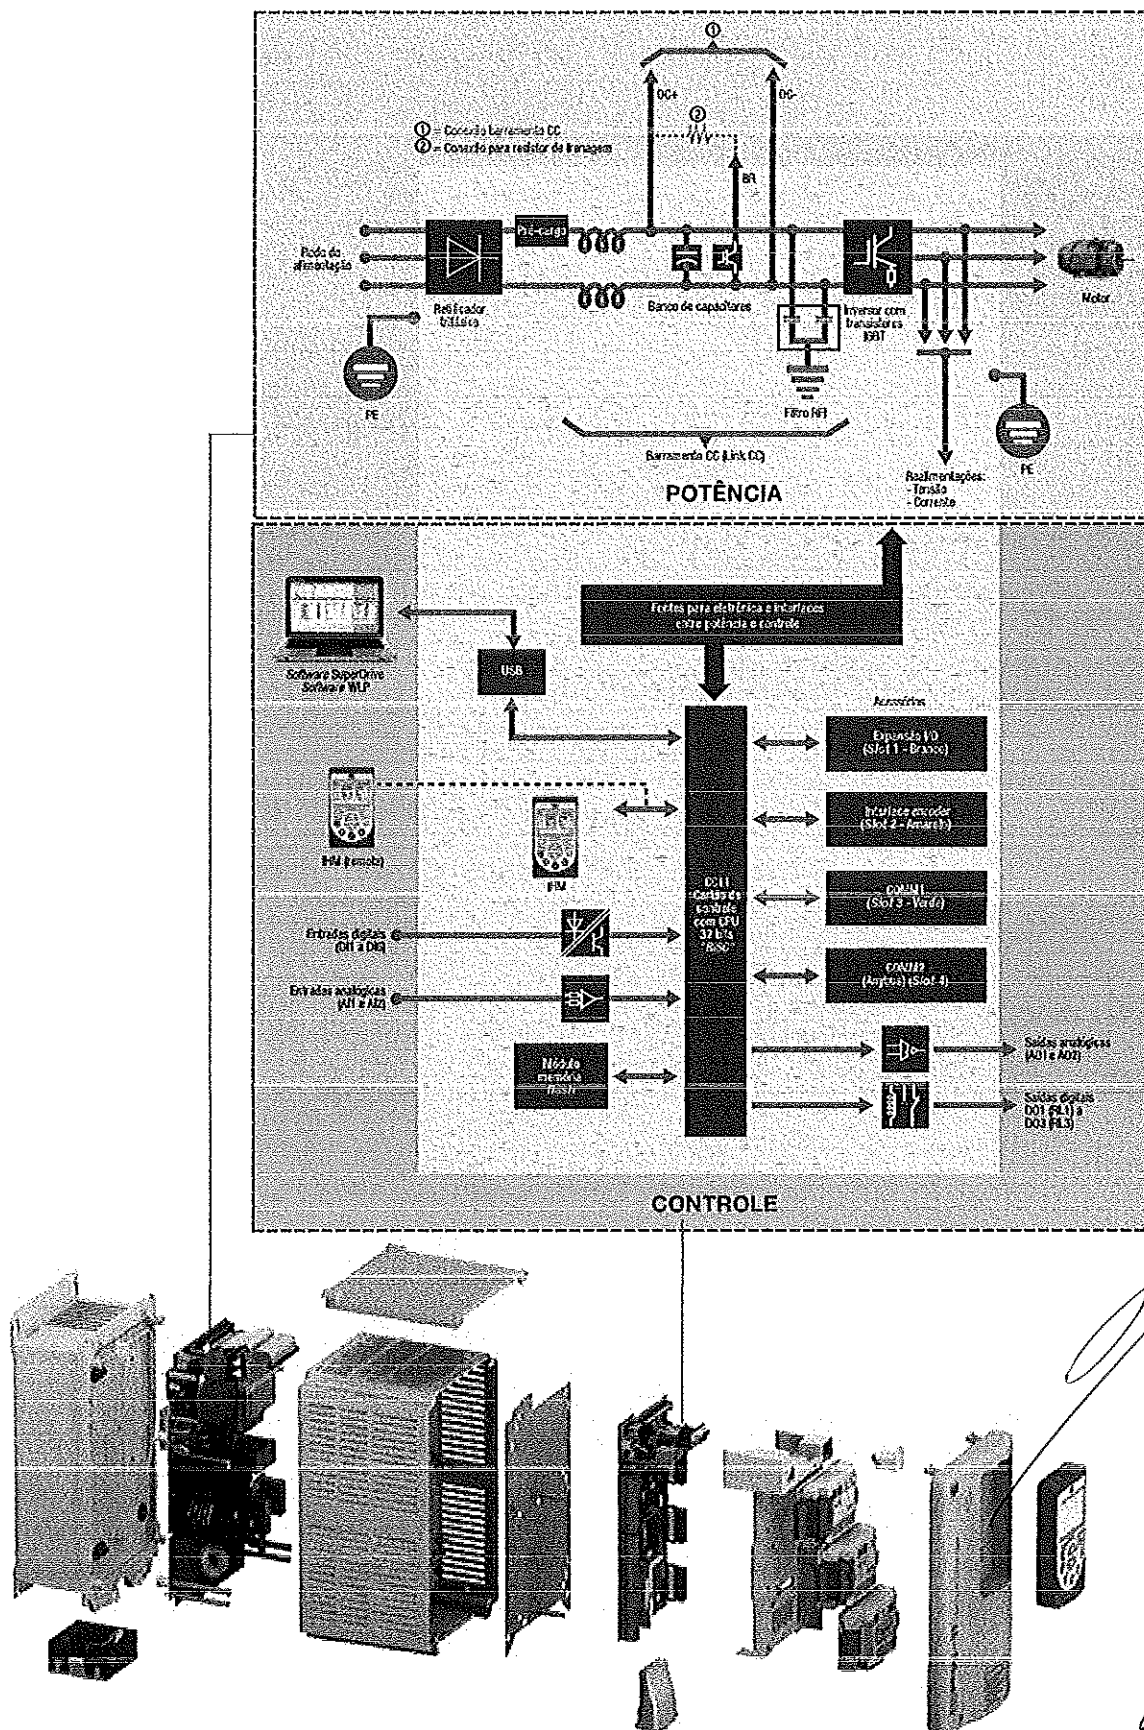 ①
DC+
DC-
②
① = Conexão barramento CC
② = Conexão para resistor de frenagem
BR
Pré-carga
Rede de
alimentação
Retificador
trifásico
Banco de capacitores
Inversor com
transistores
IGBT
Motor
PE
Filtro RFI
PE
Barramento CC (Link CC)
Realimentações:
- Tensão
- Corrente
POTÊNCIA
Fontes para eletrônica e interfaces
entre potência e controle
USB
Software SuperDrive
Software WLP
Acessórios
Expansão I/O
(Slot 1 - Branco)
IHM (remota)
IHM
Interface encoder
(Slot 2 - Amarelo)
CC11
Cartão de
controle
com CPU
32 bits
"RISC"
COMM1
(Slot 3 - Verde)
Entradas digitais
(DI1 a DI6)
COMM2
(Anybus) (Slot 4)
Entradas analógicas
(AI1 e AI2)
Módulo
memória
flash
Saídas analógicas
(AO1 e AO2)
Saídas digitais
DO1 (RL1) a
DO3 (RL3)
CONTROLE